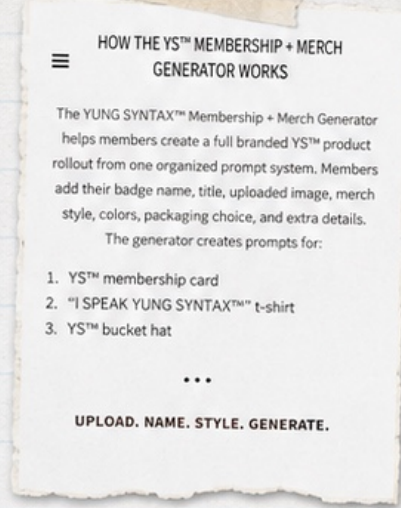 HOW THE YS™ MEMBERSHIP + MERCH
GENERATOR WORKS
The YUNG SYNTAX™ Membership + Merch Generator
helps members create a full branded YS™ product
rollout from one organized prompt system. Members
add their badge name, title, uploaded image, merch
style, colors, packaging choice, and extra details.
The generator creates prompts for:
1. YS™ membership card
2. “I SPEAK YUNG SYNTAX™” t-shirt
3. YS™ bucket hat
•••
UPLOAD. NAME. STYLE. GENERATE.